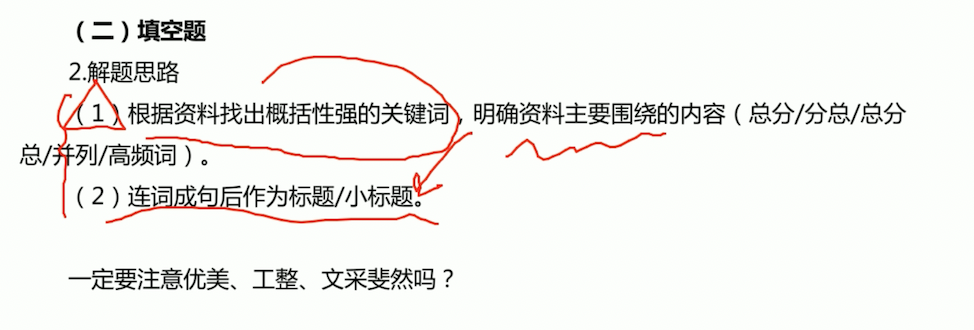 （二）填空题
2.解题思路
（1）根据资料找出概括性强的关键词，明确资料主要围绕的内容（总分/分总/总分
总/并列/高频词）。
（2）连词成句后作为标题/小标题。
一定要注意优美、工整、文采斐然吗？